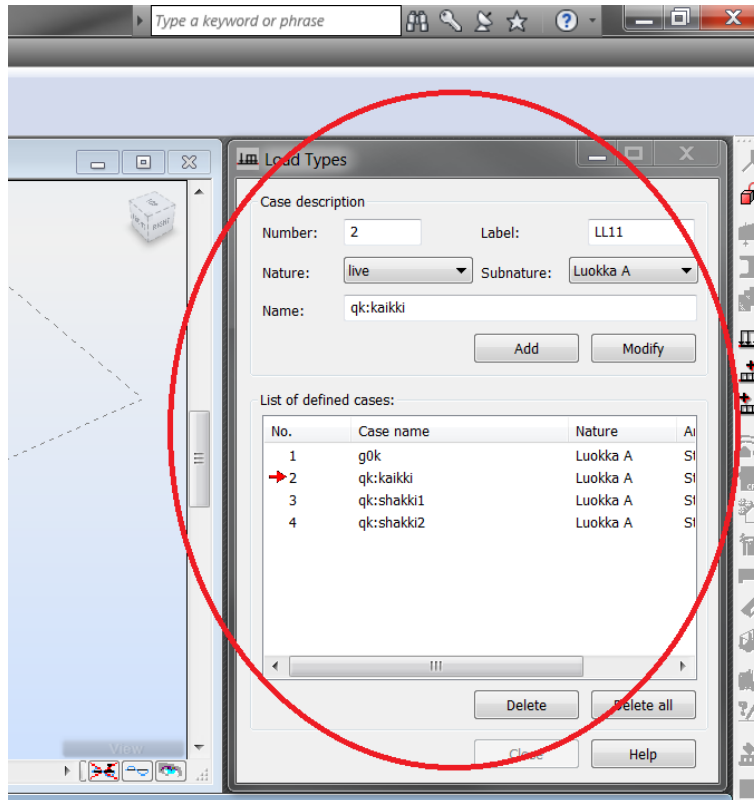 Type a keyword or phrase
Load Types
Case description
Number: 2 Label: LL11
Nature: live Subnature: Luokka A
Name: qk:kaikki
Add Modify
List of defined cases:
No. Case name Nature
1 g0k Luokka A
2 qk:kaikki Luokka A
3 qk:shakki1 Luokka A
4 qk:shakki2 Luokka A
Delete Delete all
View
Close Help